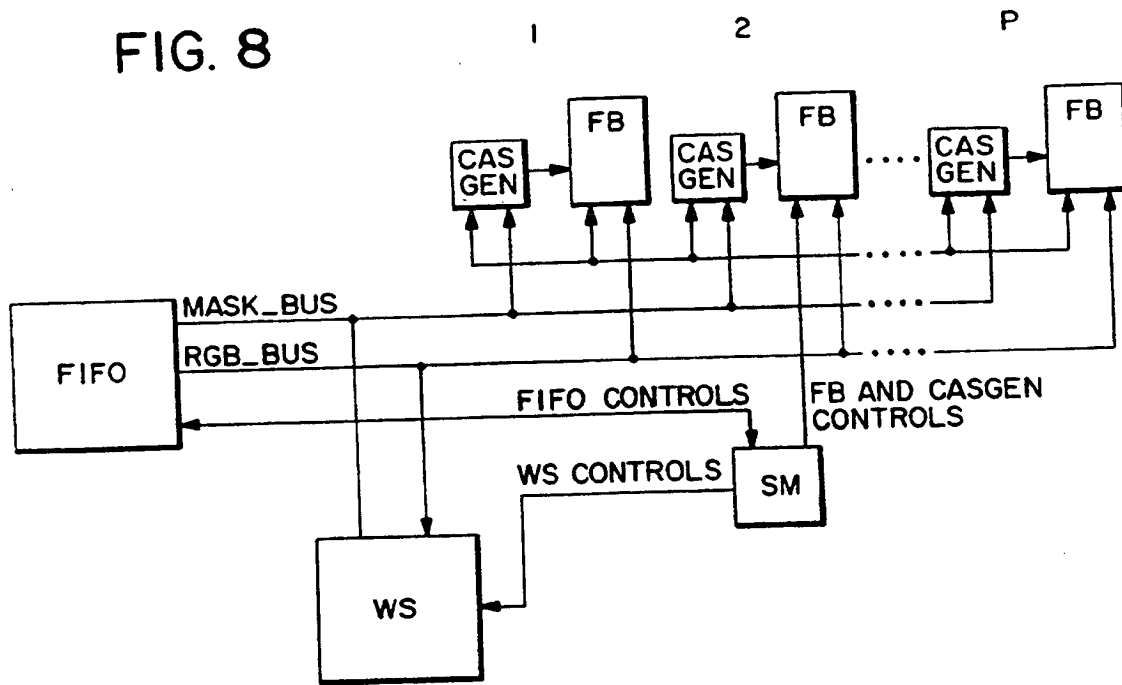 FIG. 8
1
2
P
FB
FB
FB
CAS
GEN
CAS
GEN
CAS
GEN
MASK_BUS
RGB_BUS
FIFO
FIFO CONTROLS
FB AND CASGEN
CONTROLS
WS CONTROLS
SM
WS